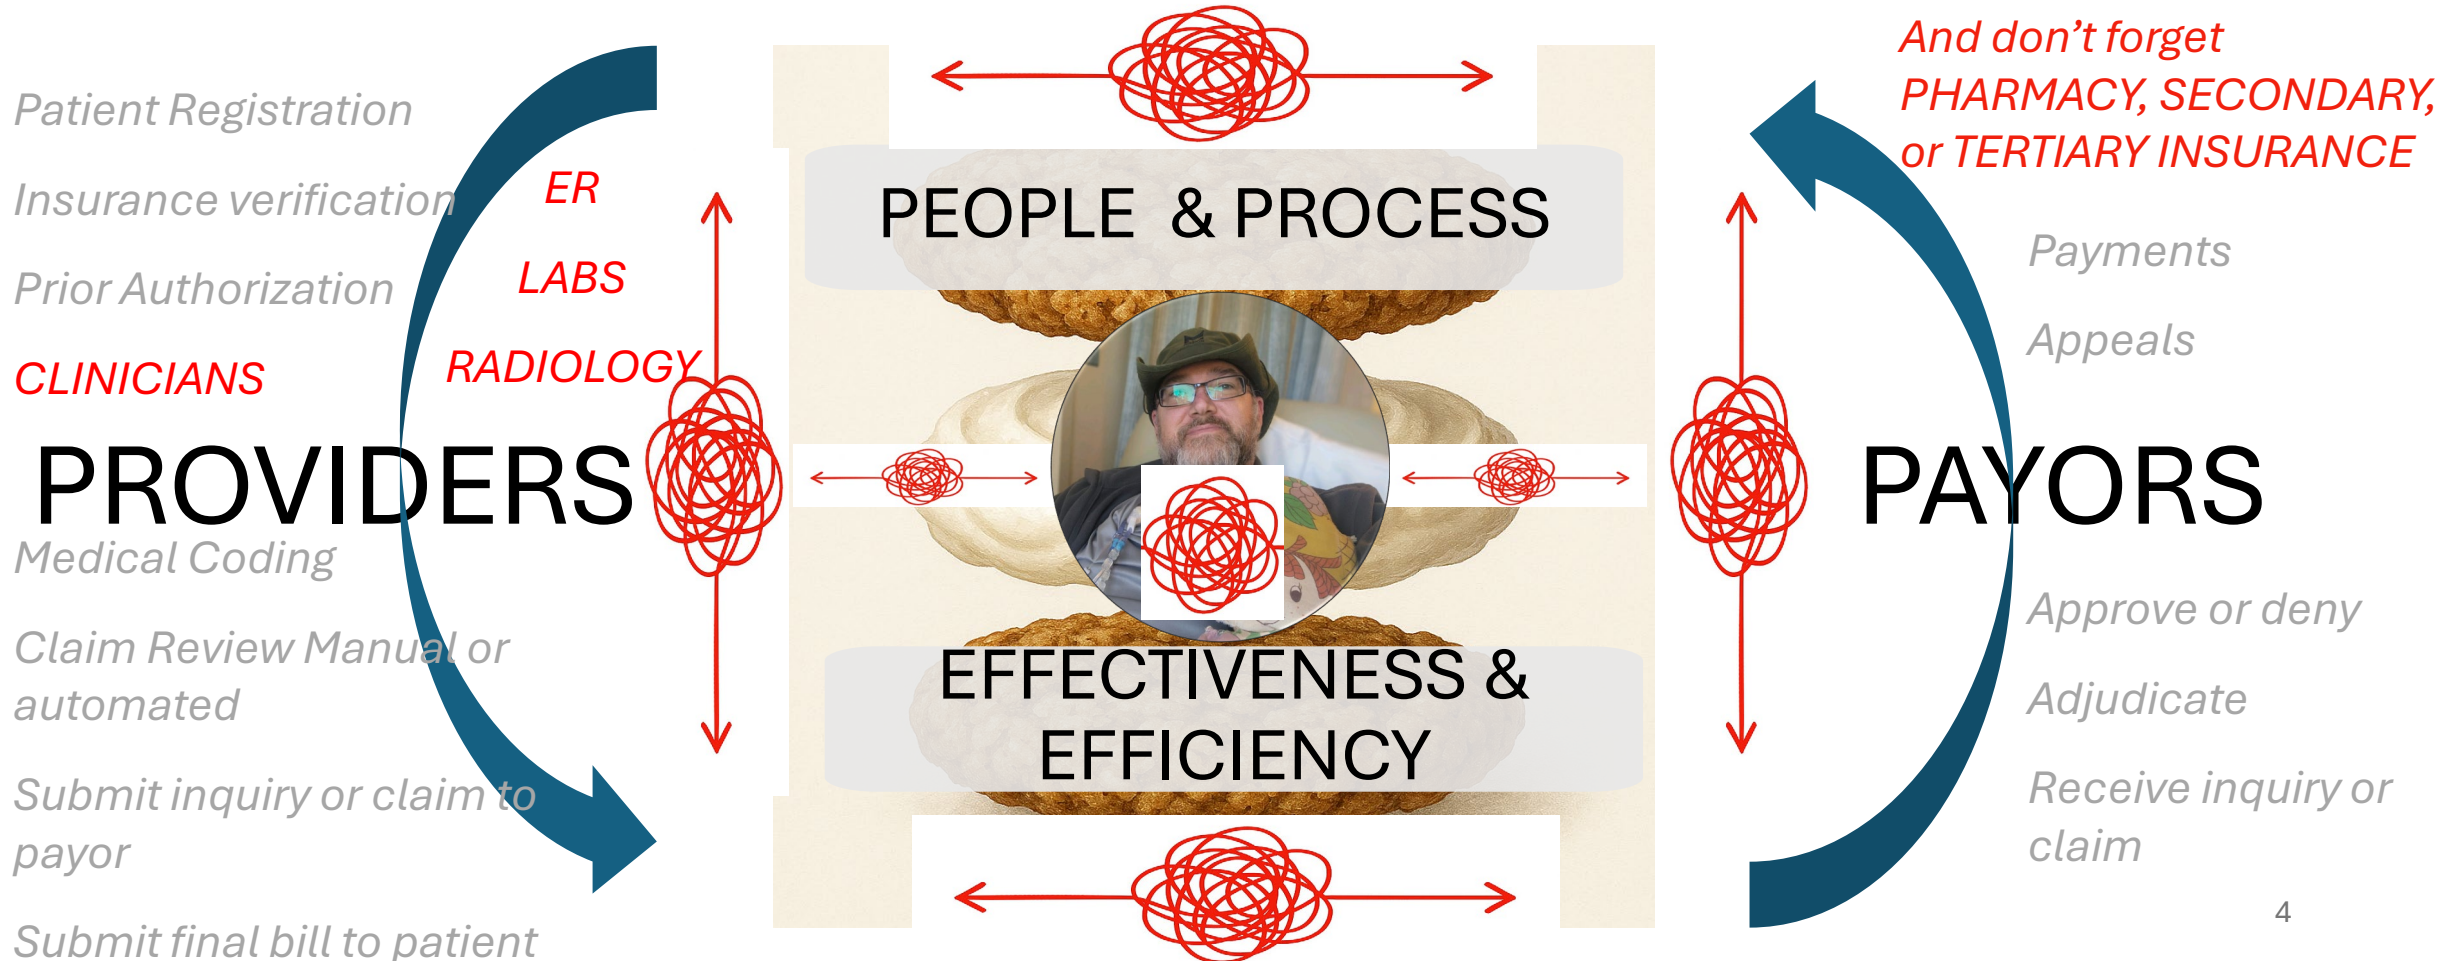 Patient Registration
Insurance verification
Prior Authorization
CLINICIANS
PROVIDERS
Medical Coding
Claim Review Manual or
automated
Submit inquiry or claim to
payor
Submit final bill to patient
ER
LABS
RADIOLOGY
PEOPLE & PROCESS
EFFECTIVENESS &
EFFICIENCY
And don’t forget
PHARMACY, SECONDARY,
or TERTIARY INSURANCE
Payments
Appeals
PAYORS
Approve or deny
Adjudicate
Receive inquiry or
claim
4